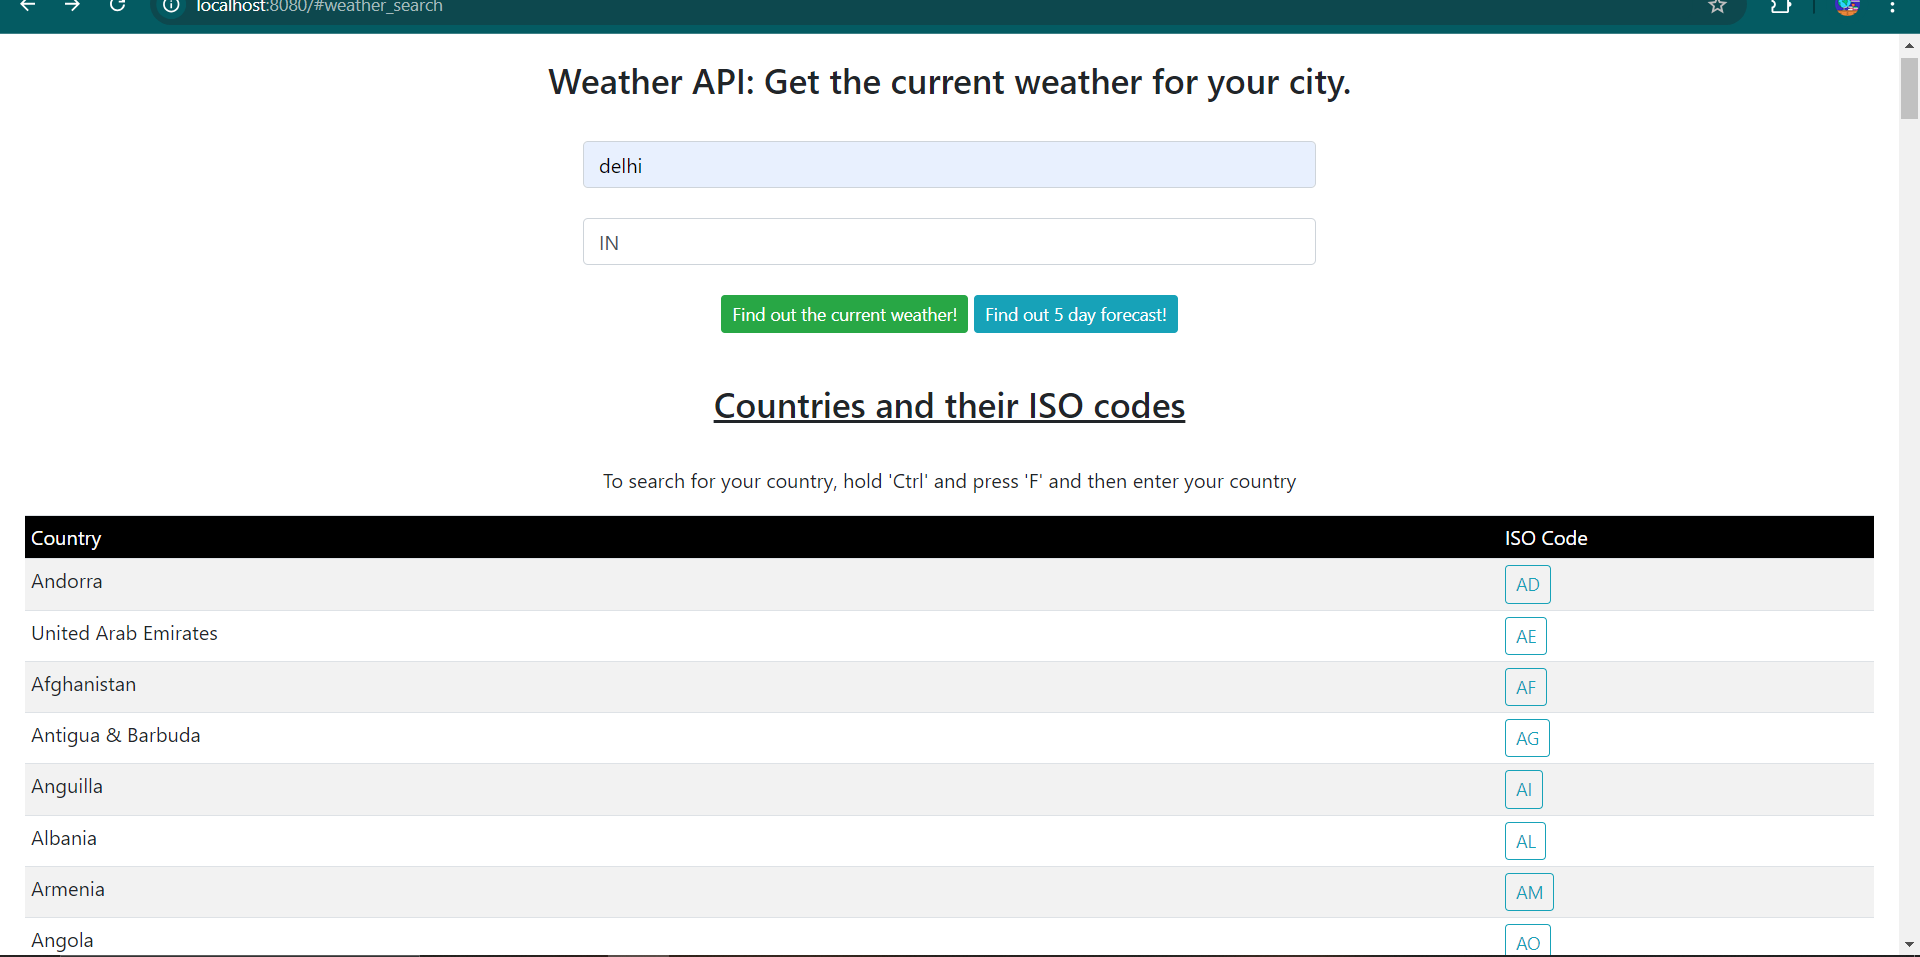 localhost:8080/#weather_search
Weather API: Get the current weather for your city.
delhi
IN
Find out the current weather! Find out 5 day forecast!
Countries and their ISO codes
To search for your country, hold 'Ctrl' and press 'F' and then enter your country
Country ISO Code
Andorra AD
United Arab Emirates AE
Afghanistan AF
Antigua & Barbuda AG
Anguilla AI
Albania AL
Armenia AM
Angola AO